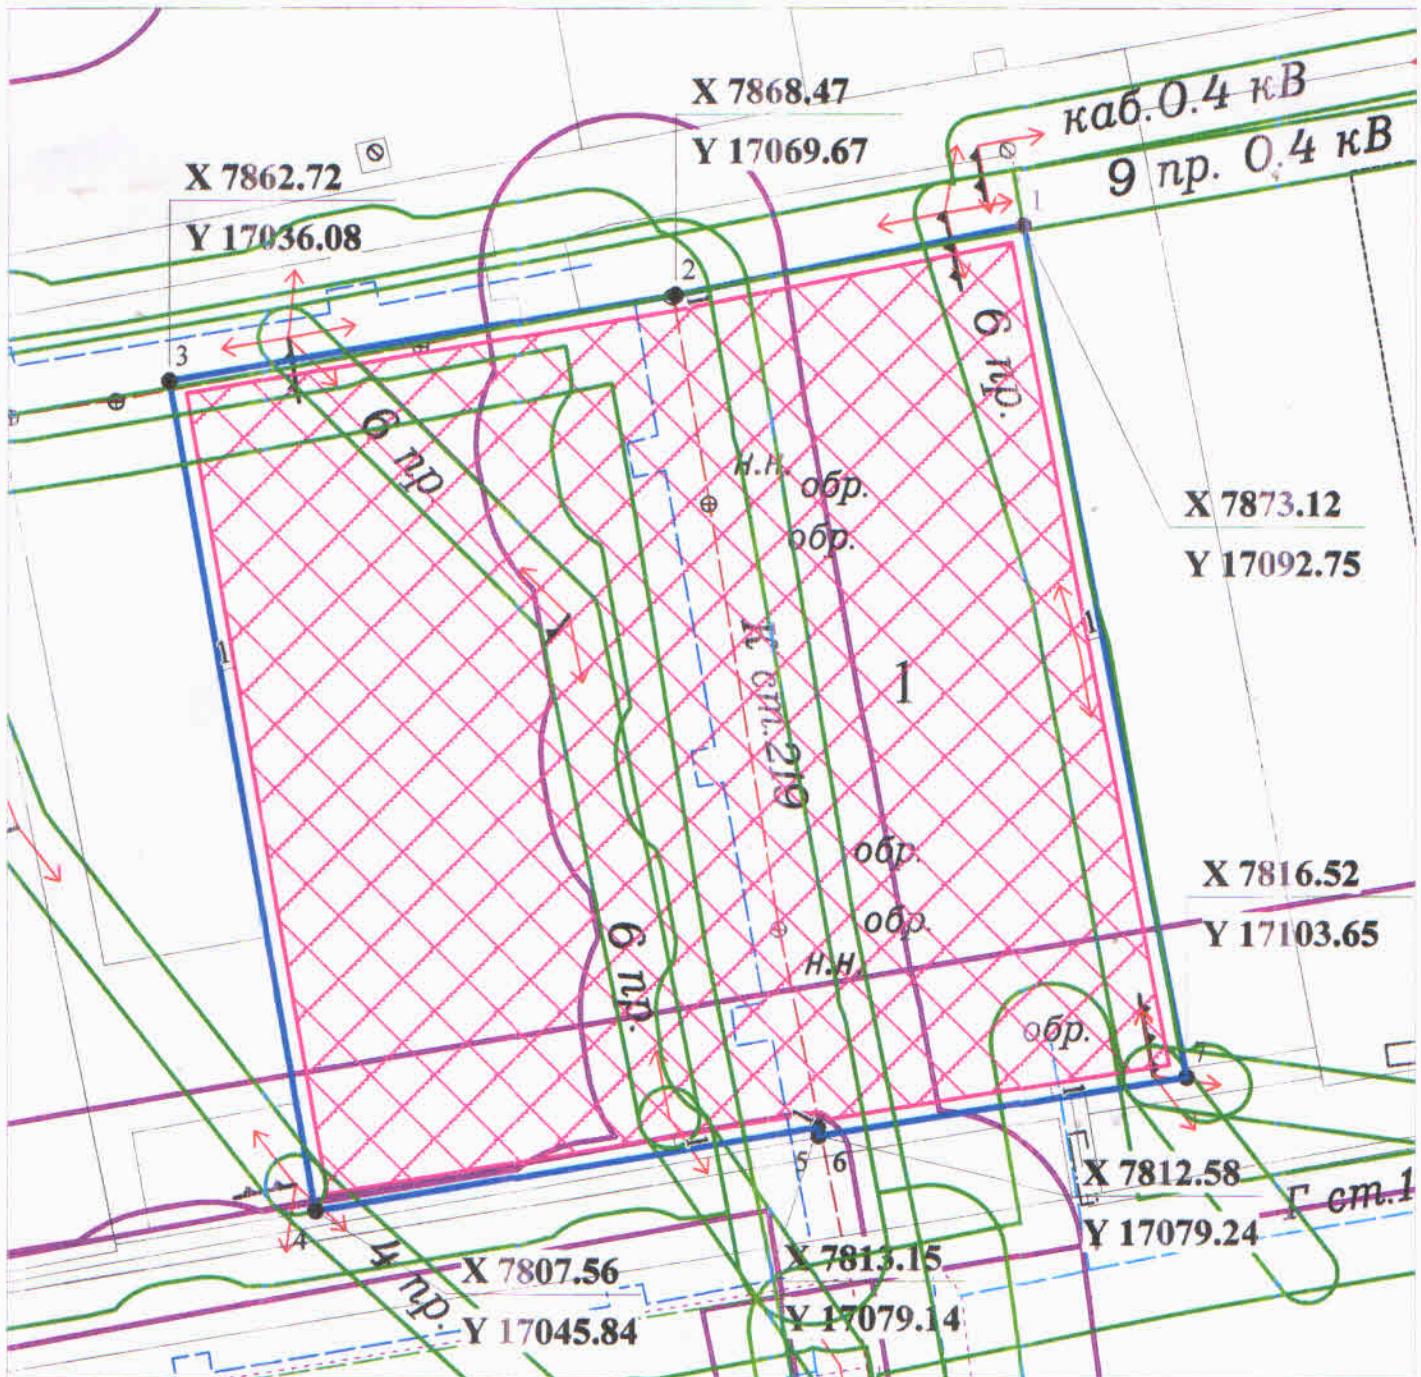 X 7868.47
Y 17069.67
каб.0.4 кВ
9 пр. 0.4 кВ
X 7862.72
Y 17036.08
1
2
3
6 пр.
6 пр
н.н.
обр.
обр.
X 7873.12
Y 17092.75
1
1
К ст.219
1
обр.
обр.
X 7816.52
Y 17103.65
6 пр.
н.н.
обр.
7
1
1
5
6
X 7812.58
Y 17079.24
Г ст.1
4
4 пр.
X 7807.56
Y 17045.84
X 7813.15
Y 17079.14